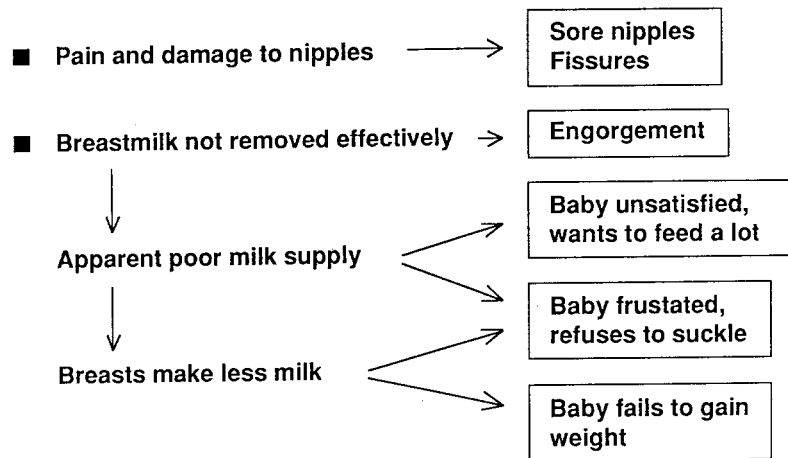 ■ Pain and damage to nipples
Sore nipples
Fissures
■ Breastmilk not removed effectively
Engorgement
Apparent poor milk supply
Baby unsatisfied,
wants to feed a lot
Baby frustated,
refuses to suckle
Breasts make less milk
Baby fails to gain
weight